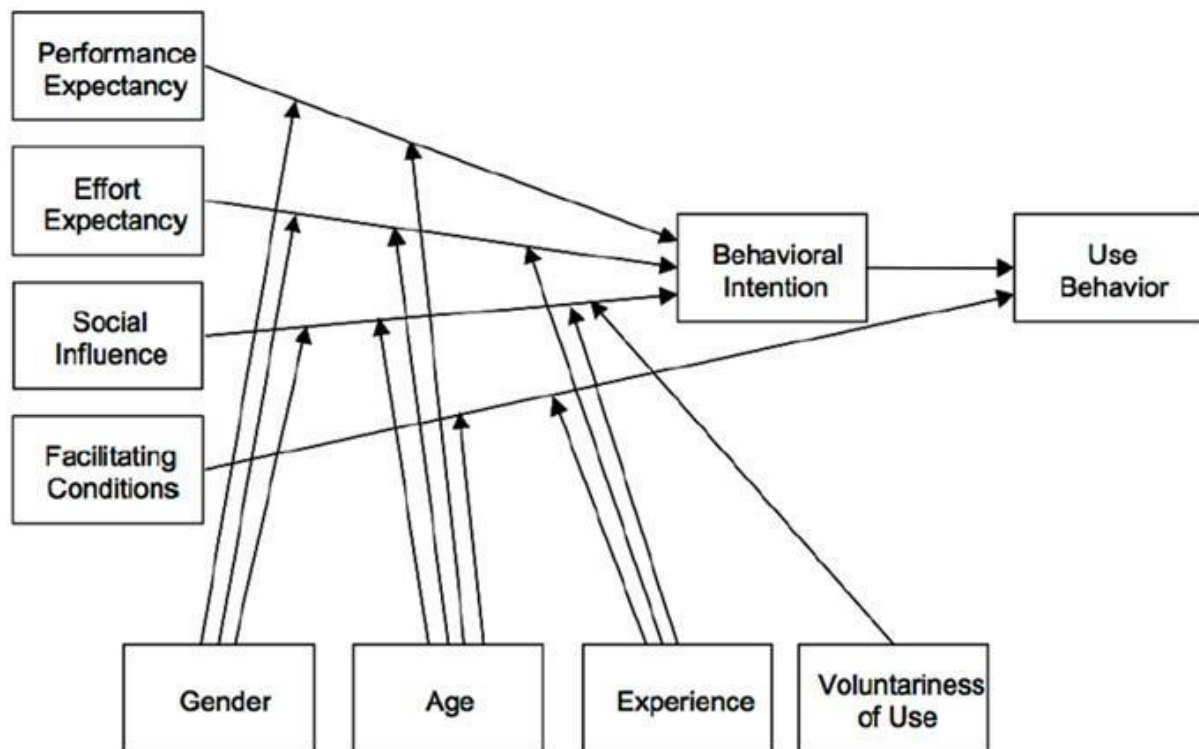 Performance
Expectancy
Effort
Expectancy
Social
Influence
Facilitating
Conditions
Behavioral
Intention
Use
Behavior
Gender
Age
Experience
Voluntariness
of Use